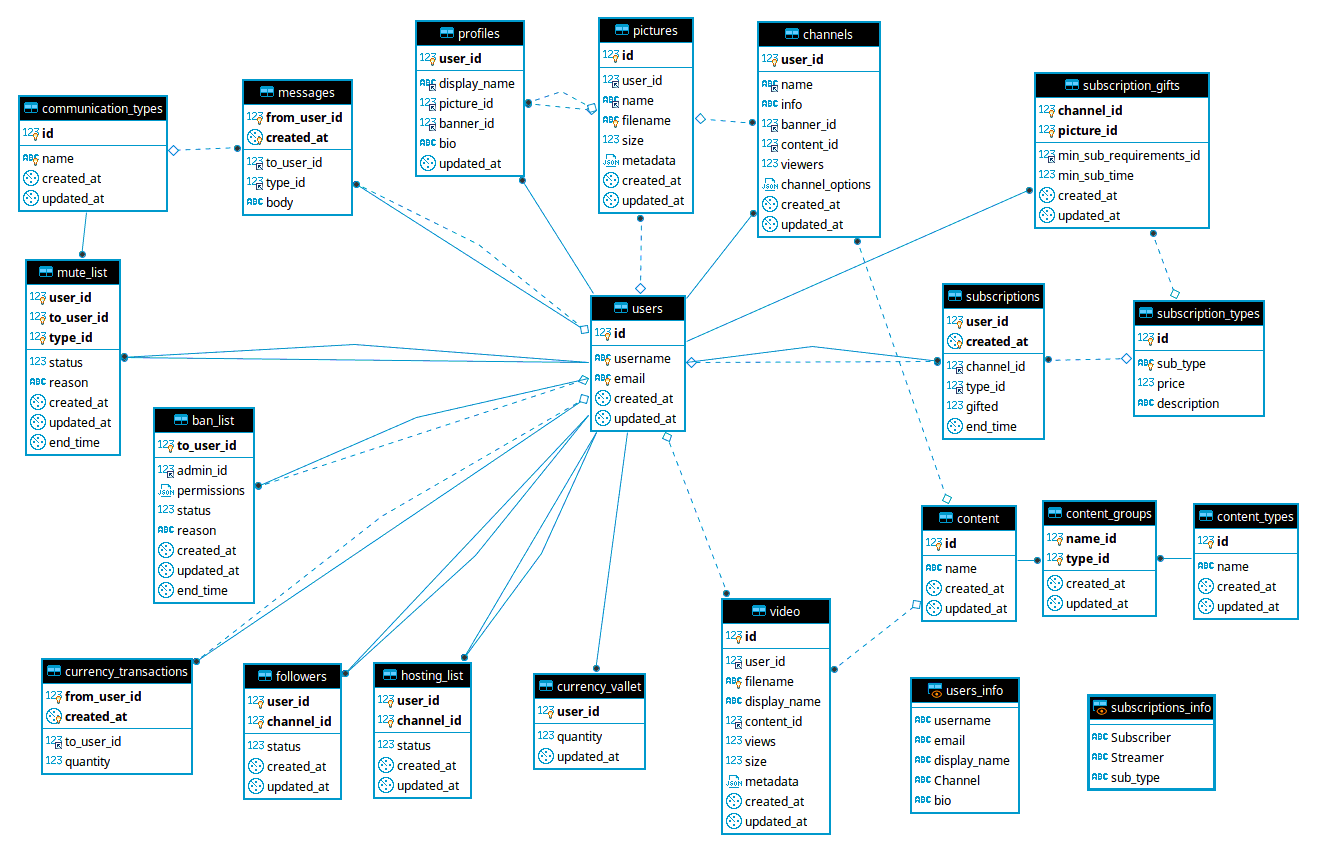 profiles
user_id
display_name
picture_id
banner_id
bio
updated_at
pictures
id
user_id
name
filename
size
metadata
created_at
updated_at
channels
user_id
name
info
banner_id
content_id
viewers
channel_options
created_at
updated_at
subscription_gifts
channel_id
picture_id
min_sub_requirements_id
min_sub_time
created_at
updated_at
communication_types
id
name
created_at
updated_at
messages
from_user_id
created_at
to_user_id
type_id
body
mute_list
user_id
to_user_id
type_id
status
reason
created_at
updated_at
end_time
users
id
username
email
created_at
updated_at
subscriptions
user_id
created_at
channel_id
type_id
gifted
end_time
subscription_types
id
sub_type
price
description
ban_list
to_user_id
admin_id
permissions
status
reason
created_at
updated_at
end_time
content
id
name
created_at
updated_at
content_groups
name_id
type_id
created_at
updated_at
content_types
id
name
created_at
updated_at
currency_transactions
from_user_id
created_at
to_user_id
quantity
followers
user_id
channel_id
status
created_at
updated_at
hosting_list
user_id
channel_id
status
created_at
updated_at
currency_vallet
user_id
quantity
updated_at
video
id
user_id
filename
display_name
content_id
views
size
metadata
created_at
updated_at
users_info
username
email
display_name
Channel
bio
subscriptions_info
Subscriber
Streamer
sub_type